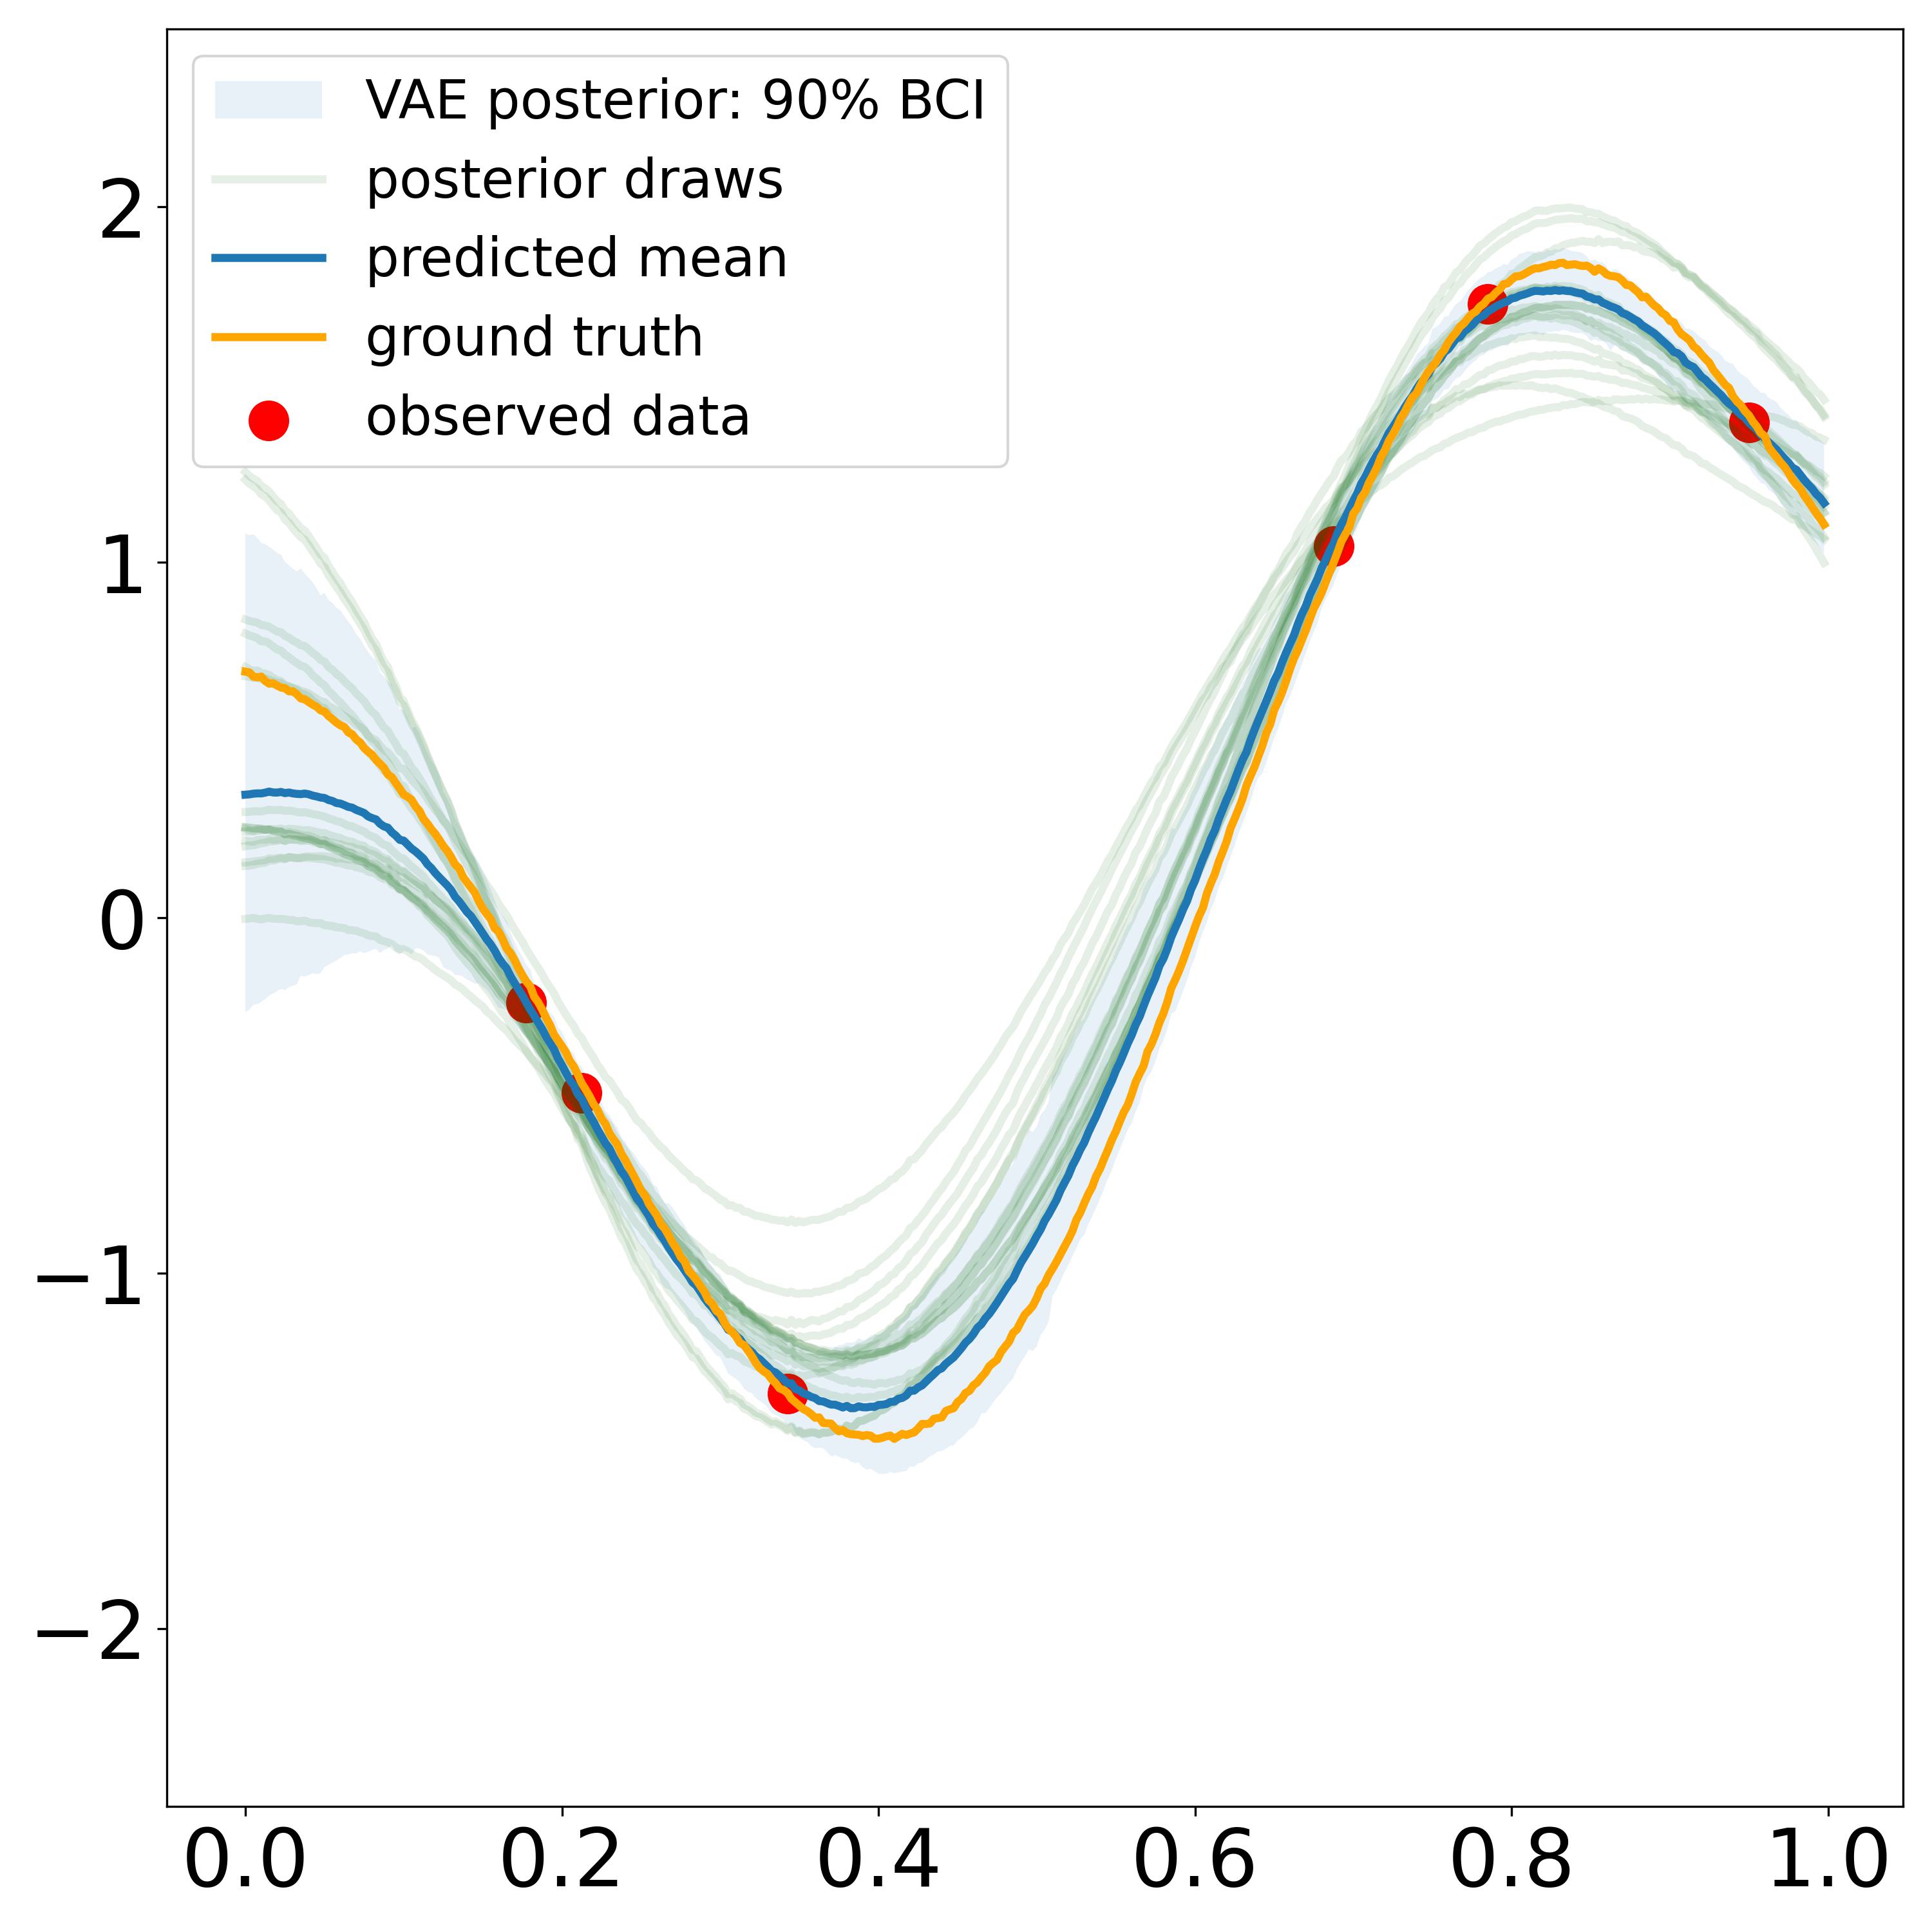 VAE posterior: 90% BCI
posterior draws
predicted mean
ground truth
observed data
2
1
0
−1
−2
0.0 0.2 0.4 0.6 0.8 1.0